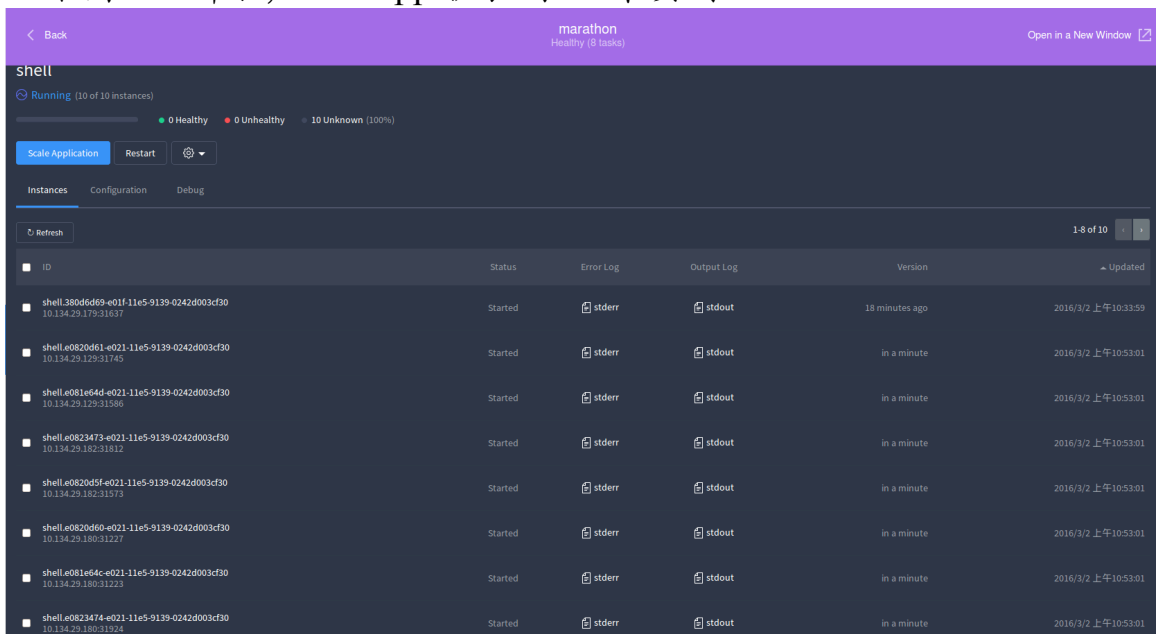 App
Back
marathon
Healthy (8 tasks)
Open in a New Window
shell
Running (10 of 10 instances)
0 Healthy 0 Unhealthy 10 Unknown (100%)
Scale Application Restart
Instances Configuration Debug
Refresh 1-8 of 10
ID Status Error Log Output Log Version Updated
shell.380d6d69-e01f-11e5-9139-0242d003cf30
10.134.29.179:31637
Started stderr stdout 18 minutes ago 2016/3/2 上午10:33:59
shell.e0820d61-e021-11e5-9139-0242d003cf30
10.134.29.129:31745
Started stderr stdout in a minute 2016/3/2 上午10:53:01
shell.e081e64d-e021-11e5-9139-0242d003cf30
10.134.29.129:31586
Started stderr stdout in a minute 2016/3/2 上午10:53:01
shell.e0823473-e021-11e5-9139-0242d003cf30
10.134.29.182:31812
Started stderr stdout in a minute 2016/3/2 上午10:53:01
shell.e0820d5f-e021-11e5-9139-0242d003cf30
10.134.29.182:31573
Started stderr stdout in a minute 2016/3/2 上午10:53:01
shell.e0820d60-e021-11e5-9139-0242d003cf30
10.134.29.180:31227
Started stderr stdout in a minute 2016/3/2 上午10:53:01
shell.e081e64c-e021-11e5-9139-0242d003cf30
10.134.29.180:31223
Started stderr stdout in a minute 2016/3/2 上午10:53:01
shell.e0823474-e021-11e5-9139-0242d003cf30
10.134.29.180:31924
Started stderr stdout in a minute 2016/3/2 上午10:53:01